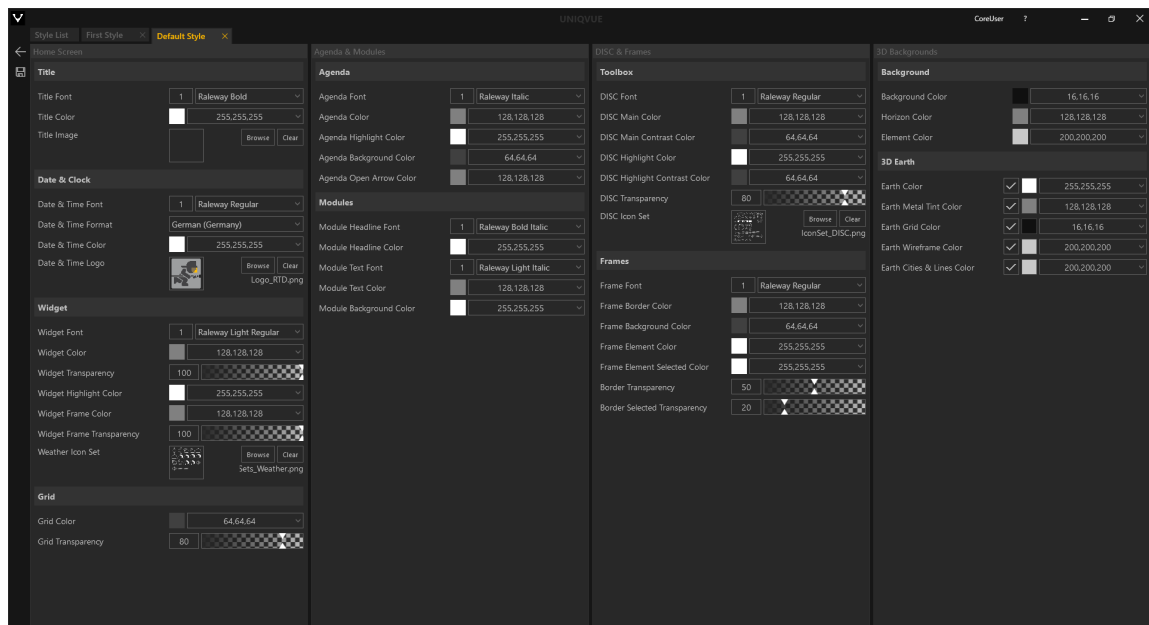 UNIQVUE
CoreUser ?
Style List First Style Default Style
Home Screen
Title
Title Font 1 Raleway Bold
Title Color 255,255,255
Title Image Browse Clear
Date & Clock
Date & Time Font 1 Raleway Regular
Date & Time Format German (Germany)
Date & Time Color 255,255,255
Date & Time Logo Browse Clear
Logo_RTD.png
Widget
Widget Font 1 Raleway Light Regular
Widget Color 128,128,128
Widget Transparency 100
Widget Highlight Color 255,255,255
Widget Frame Color 128,128,128
Widget Frame Transparency 100
Weather Icon Set Browse Clear
Sets_Weather.png
Grid
Grid Color 64,64,64
Grid Transparency 80
Agenda & Modules
Agenda
Agenda Font 1 Raleway Italic
Agenda Color 128,128,128
Agenda Highlight Color 255,255,255
Agenda Background Color 64,64,64
Agenda Open Arrow Color 128,128,128
Modules
Module Headline Font 1 Raleway Bold Italic
Module Headline Color 255,255,255
Module Text Font 1 Raleway Light Italic
Module Text Color 128,128,128
Module Background Color 255,255,255
DISC & Frames
Toolbox
DISC Font 1 Raleway Regular
DISC Main Color 128,128,128
DISC Main Contrast Color 64,64,64
DISC Highlight Color 255,255,255
DISC Highlight Contrast Color 64,64,64
DISC Transparency 80
DISC Icon Set Browse Clear
IconSet_DISC.png
Frames
Frame Font 1 Raleway Regular
Frame Border Color 128,128,128
Frame Background Color 64,64,64
Frame Element Color 255,255,255
Frame Element Selected Color 255,255,255
Border Transparency 50
Border Selected Transparency 20
3D Backgrounds
Background
Background Color 16,16,16
Horizon Color 128,128,128
Element Color 200,200,200
3D Earth
Earth Color 255,255,255
Earth Metal Tint Color 128,128,128
Earth Grid Color 16,16,16
Earth Wireframe Color 200,200,200
Earth Cities & Lines Color 200,200,200